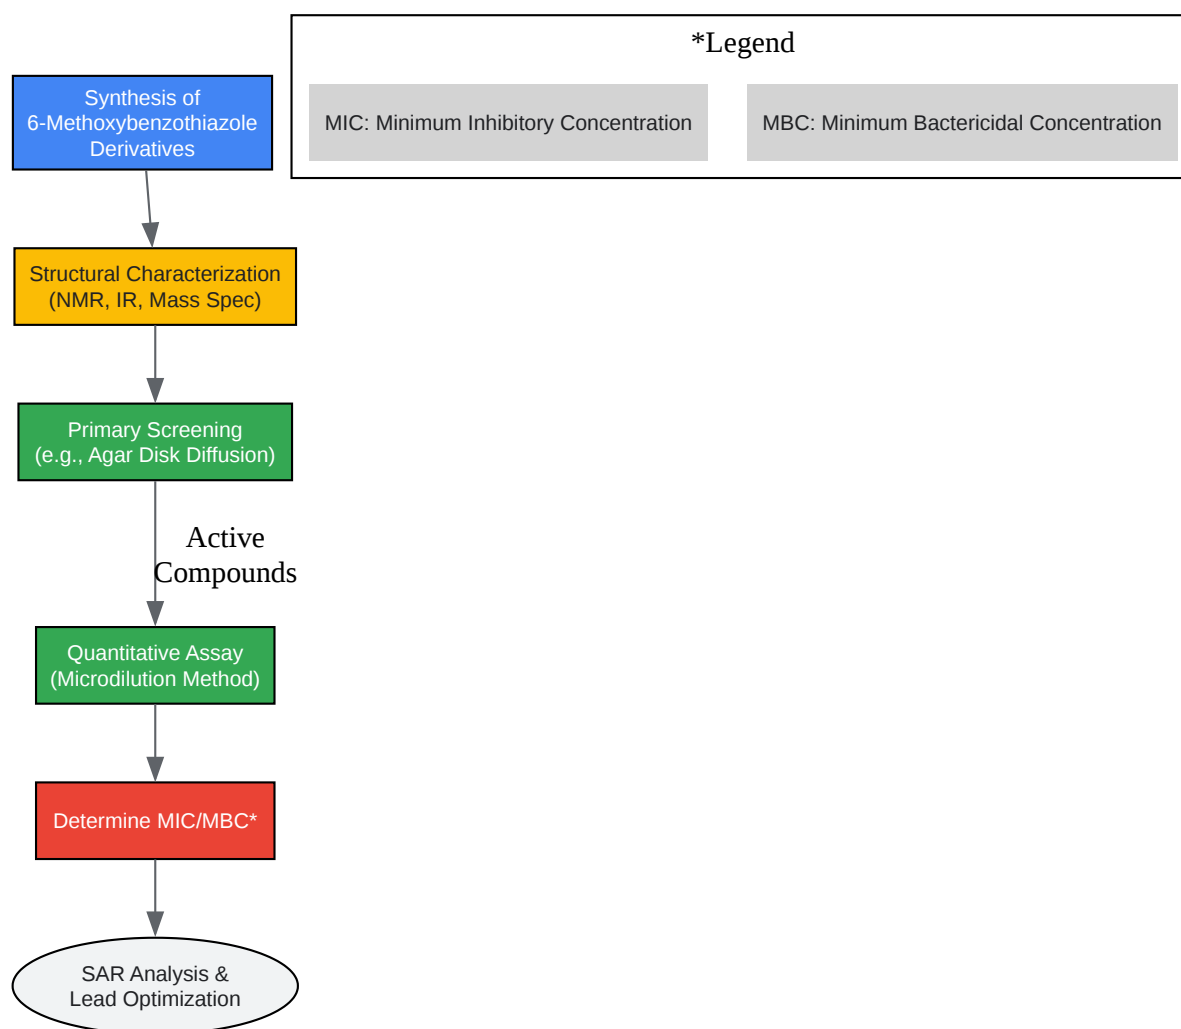 *Legend
MIC: Minimum Inhibitory Concentration
MBC: Minimum Bactericidal Concentration
Synthesis of
6-Methoxybenzothiazole
Derivatives
Structural Characterization
(NMR, IR, Mass Spec)
Primary Screening
(e.g., Agar Disk Diffusion)
Active
Compounds
Quantitative Assay
(Microdilution Method)
Determine MIC/MBC*
SAR Analysis &
Lead Optimization